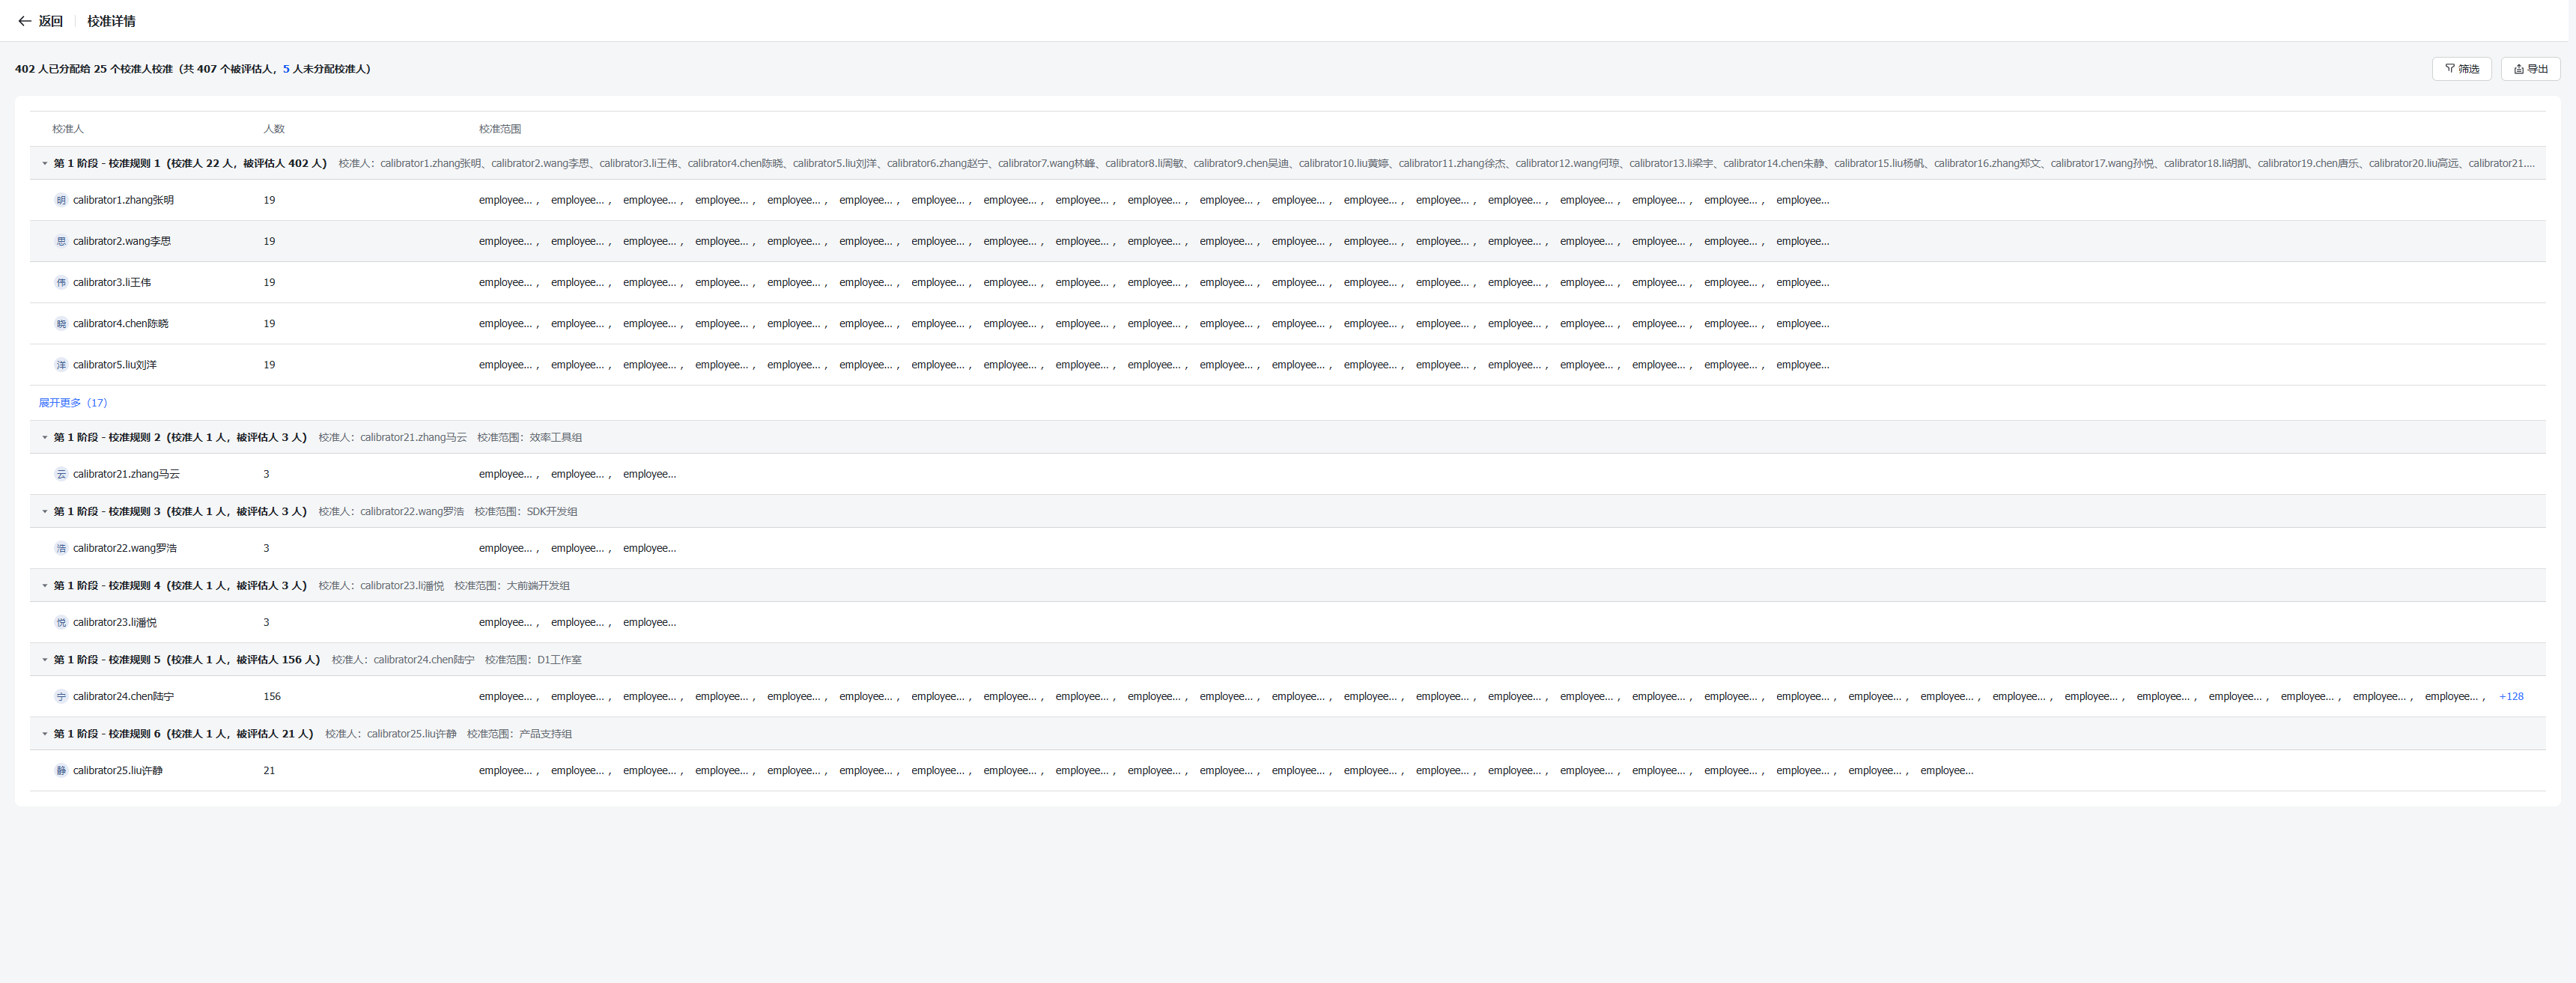 返回 校准详情
402 人已分配给 25 个校准人校准（共 407 个被评估人，5 人未分配校准人）
筛选 导出
校准人 人数 校准范围
第 1 阶段 - 校准规则 1（校准人 22 人，被评估人 402 人） 校准人：calibrator1.zhang张明、calibrator2.wang李思、calibrator3.li王伟、calibrator4.chen陈晓、calibrator5.liu刘洋、calibrator6.zhang赵宁、calibrator7.wang林峰、calibrator8.li周敏、calibrator9.chen吴迪、calibrator10.liu黄婷、calibrator11.zhang徐杰、calibrator12.wang何琼、calibrator13.li梁宇、calibrator14.chen朱静、calibrator15.liu杨帆、calibrator16.zhang郑文、calibrator17.wang孙悦、calibrator18.li胡凯、calibrator19.chen唐乐、calibrator20.liu高远、calibrator21....
明 calibrator1.zhang张明 19 employee... ， employee... ， employee... ， employee... ， employee... ， employee... ， employee... ， employee... ， employee... ， employee... ， employee... ， employee... ， employee... ， employee... ， employee... ， employee... ， employee... ， employee... ， employee...
思 calibrator2.wang李思 19 employee... ， employee... ， employee... ， employee... ， employee... ， employee... ， employee... ， employee... ， employee... ， employee... ， employee... ， employee... ， employee... ， employee... ， employee... ， employee... ， employee... ， employee... ， employee...
伟 calibrator3.li王伟 19 employee... ， employee... ， employee... ， employee... ， employee... ， employee... ， employee... ， employee... ， employee... ， employee... ， employee... ， employee... ， employee... ， employee... ， employee... ， employee... ， employee... ， employee... ， employee...
晓 calibrator4.chen陈晓 19 employee... ， employee... ， employee... ， employee... ， employee... ， employee... ， employee... ， employee... ， employee... ， employee... ， employee... ， employee... ， employee... ， employee... ， employee... ， employee... ， employee... ， employee... ， employee...
洋 calibrator5.liu刘洋 19 employee... ， employee... ， employee... ， employee... ， employee... ， employee... ， employee... ， employee... ， employee... ， employee... ， employee... ， employee... ， employee... ， employee... ， employee... ， employee... ， employee... ， employee... ， employee...
展开更多（17）
第 1 阶段 - 校准规则 2（校准人 1 人，被评估人 3 人） 校准人：calibrator21.zhang马云 校准范围：效率工具组
云 calibrator21.zhang马云 3 employee... ， employee... ， employee...
第 1 阶段 - 校准规则 3（校准人 1 人，被评估人 3 人） 校准人：calibrator22.wang罗浩 校准范围：SDK开发组
浩 calibrator22.wang罗浩 3 employee... ， employee... ， employee...
第 1 阶段 - 校准规则 4（校准人 1 人，被评估人 3 人） 校准人：calibrator23.li潘悦 校准范围：大前端开发组
悦 calibrator23.li潘悦 3 employee... ， employee... ， employee...
第 1 阶段 - 校准规则 5（校准人 1 人，被评估人 156 人） 校准人：calibrator24.chen陆宁 校准范围：D1工作室
宁 calibrator24.chen陆宁 156 employee... ， employee... ， employee... ， employee... ， employee... ， employee... ， employee... ， employee... ， employee... ， employee... ， employee... ， employee... ， employee... ， employee... ， employee... ， employee... ， employee... ， employee... ， employee... ， employee... ， employee... ， employee... ， employee... ， employee... ， employee... ， employee... ， employee... ， employee... ， +128
第 1 阶段 - 校准规则 6（校准人 1 人，被评估人 21 人） 校准人：calibrator25.liu许静 校准范围：产品支持组
静 calibrator25.liu许静 21 employee... ， employee... ， employee... ， employee... ， employee... ， employee... ， employee... ， employee... ， employee... ， employee... ， employee... ， employee... ， employee... ， employee... ， employee... ， employee... ， employee... ， employee... ， employee... ， employee... ， employee...